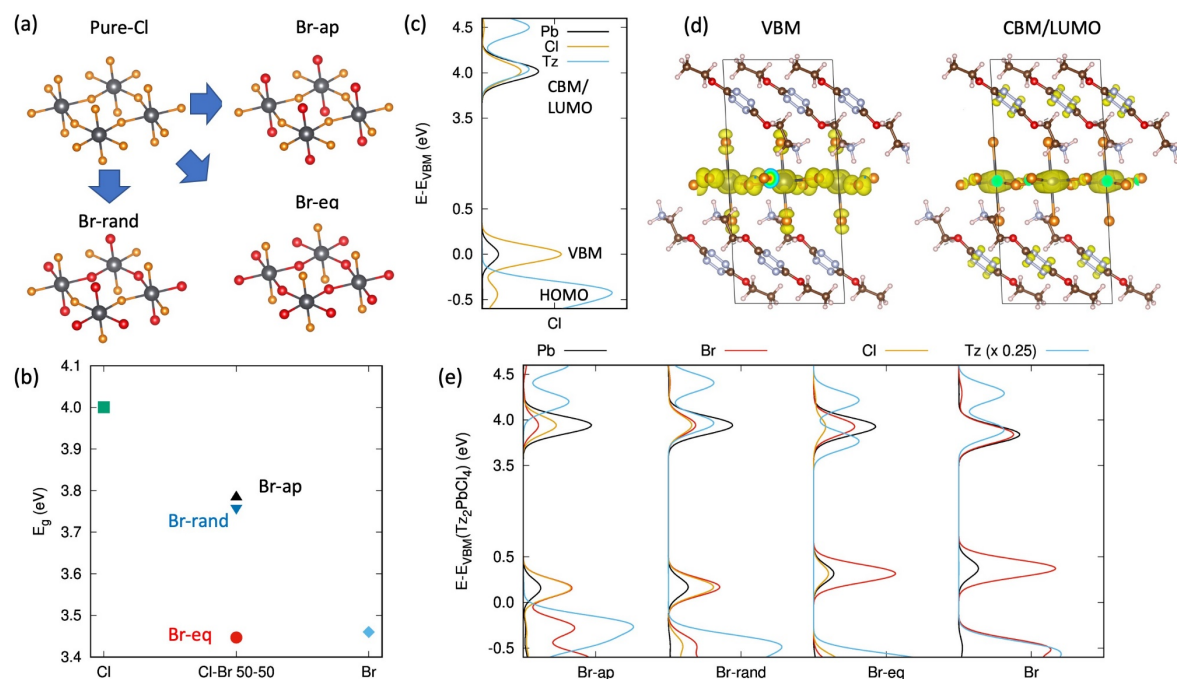 (a)
Pure-Cl
Br-ap
Br-rand
Br-eq
(b)
E_g (eV)
4.1
4.0
3.9
3.8
3.7
3.6
3.5
3.4
Br-ap
Br-rand
Br-eq
Cl
Cl-Br 50-50
Br
(c)
E-E_VBM (eV)
4.5
4.0
3.5
0.5
0.0
-0.5
Pb
Cl
Tz
CBM/
LUMO
VBM
HOMO
Cl
(d)
VBM
CBM/LUMO
(e)
Pb
Br
Cl
Tz (x 0.25)
E-E_VBM(Tz₂PbCl₄) (eV)
4.5
4.0
3.5
0.5
0.0
-0.5
Br-ap
Br-rand
Br-eq
Br